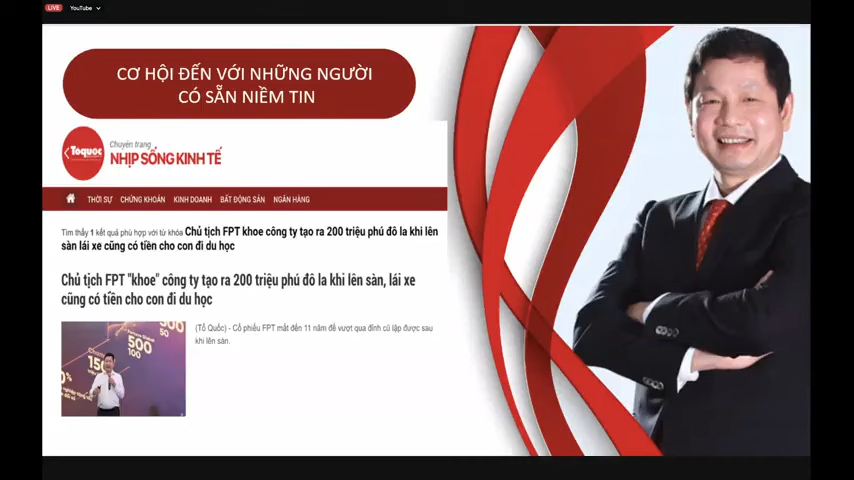 LIVE YouTube
CƠ HỘI ĐẾN VỚI NHỮNG NGƯỜI
CÓ SẴN NIỀM TIN
Tổquốc
Chuyên trang
NHỊP SỐNG KINH TẾ
THỜI SỰ CHỨNG KHOÁN KINH DOANH BẤT ĐỘNG SẢN NGÂN HÀNG
Tìm thấy 1 kết quả phù hợp với từ khóa Chủ tịch FPT khoe công ty tạo ra 200 triệu phú đô la khi lên
sàn lái xe cũng có tiền cho con đi du học
Chủ tịch FPT "khoe" công ty tạo ra 200 triệu phú đô la khi lên sàn, lái xe
cũng có tiền cho con đi du học
(Tổ Quốc) - Cổ phiếu FPT mất đến 11 năm để vượt qua đỉnh cũ lập được sau
khi lên sàn.
500
50
500
100
150
0%